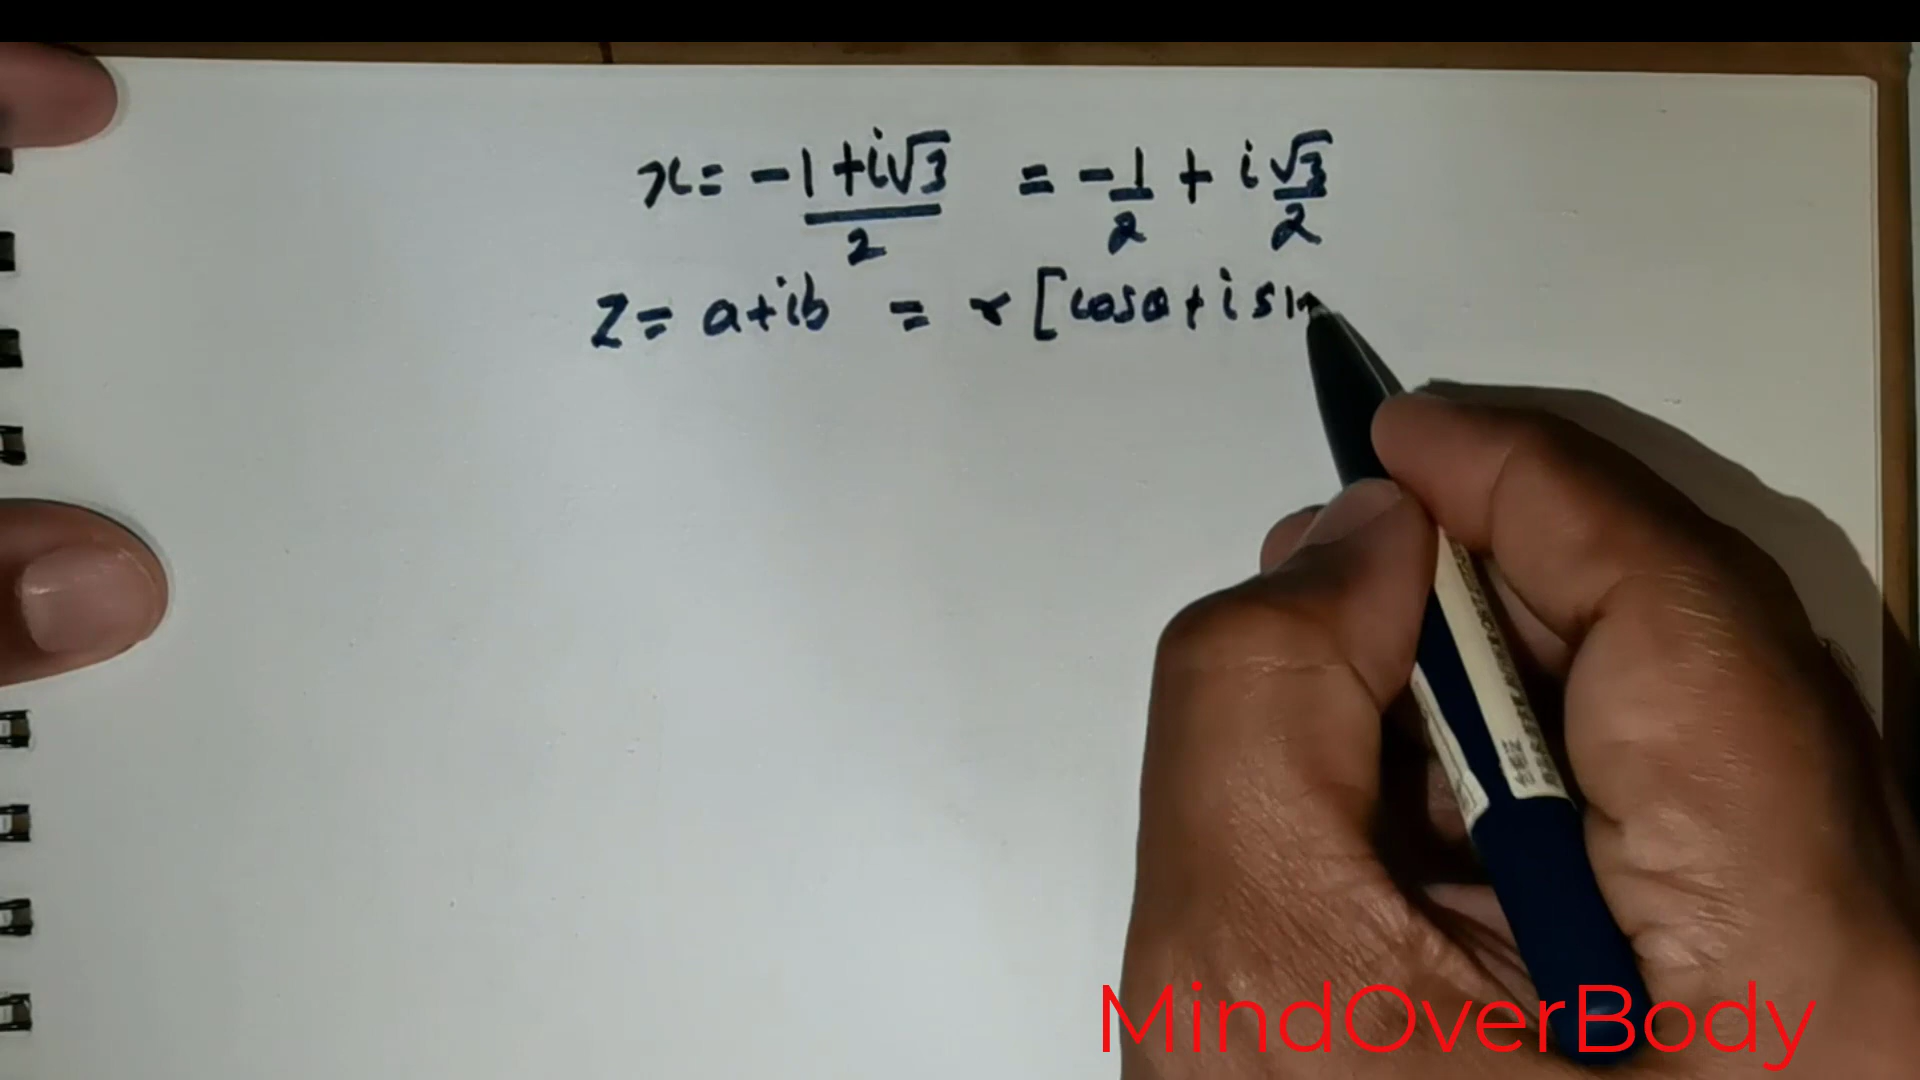 x = -1+i√3/2 = -1/2 + i √3/2
z = a+ib = r [cosθ + i sin
MindOverBody